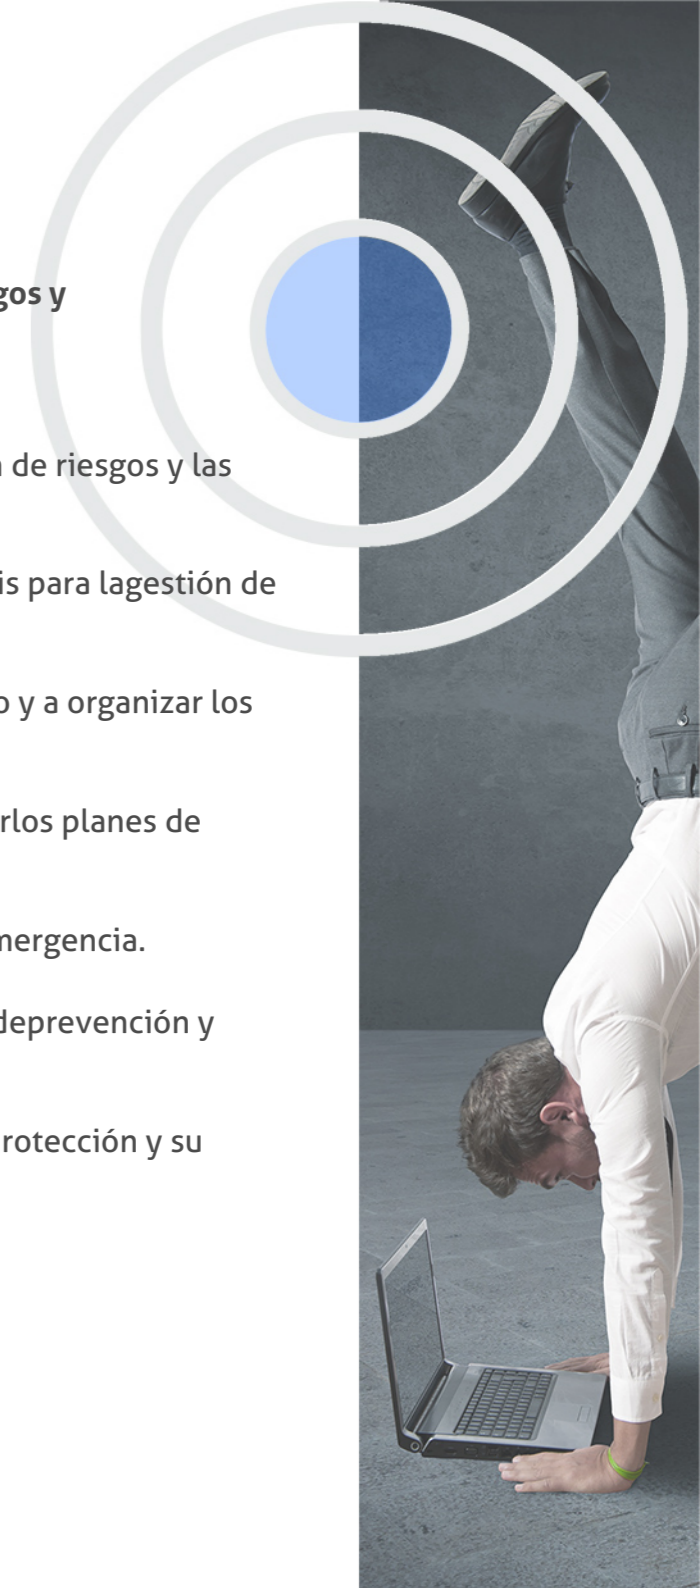 gos y
de riesgos y las
is para lagestión de
y a organizar los
rlos planes de
mergencia.
deprevención y
rotección y su